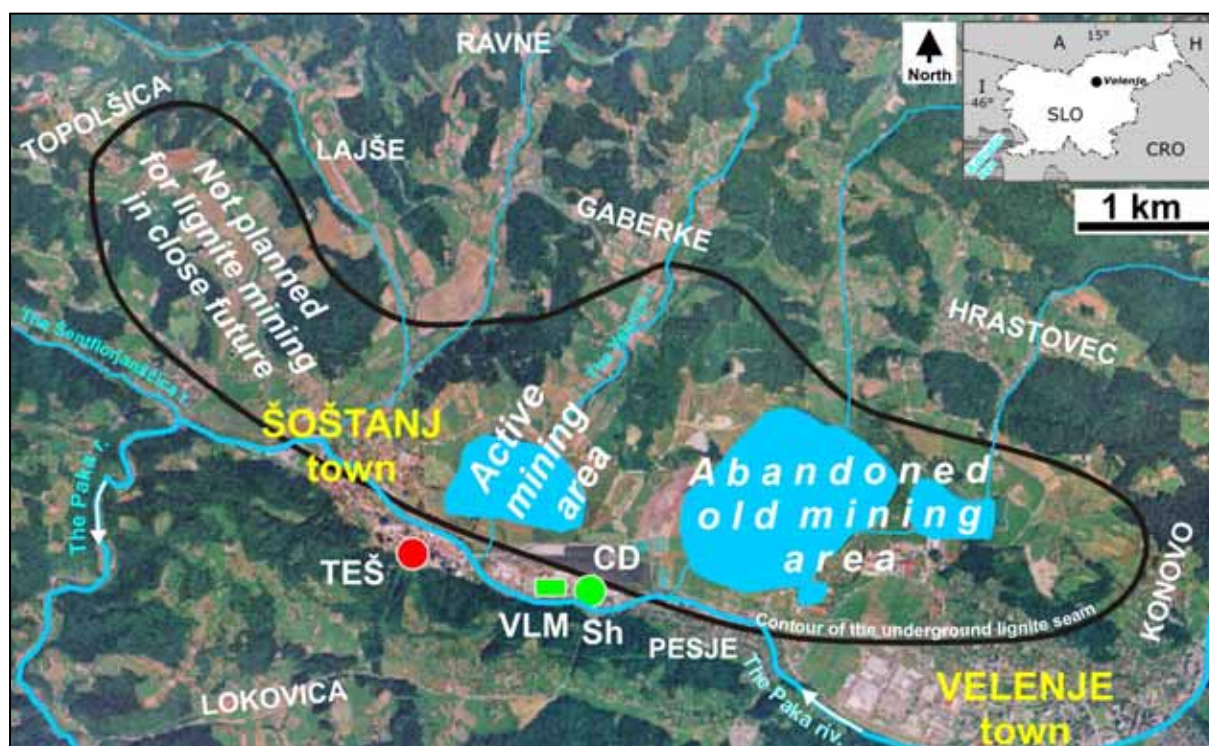 RAVNE
North
A
15°
H
Velenje
I
46°
SLO
CRO
1 km
TOPOLŠICA
LAJŠE
GABERKE
Not planned
for lignite mining
in close future
HRASTOVEC
The Velunja t.
The Šentflorjanščica t.
ŠOŠTANJ
town
Active
mining
area
Abandoned
old mining
area
The Paka r.
KONOVO
TEŠ
CD
VLM
Sh
Contour of the underground lignite seam
PESJE
The Paka riv.
LOKOVICA
VELENJE
town